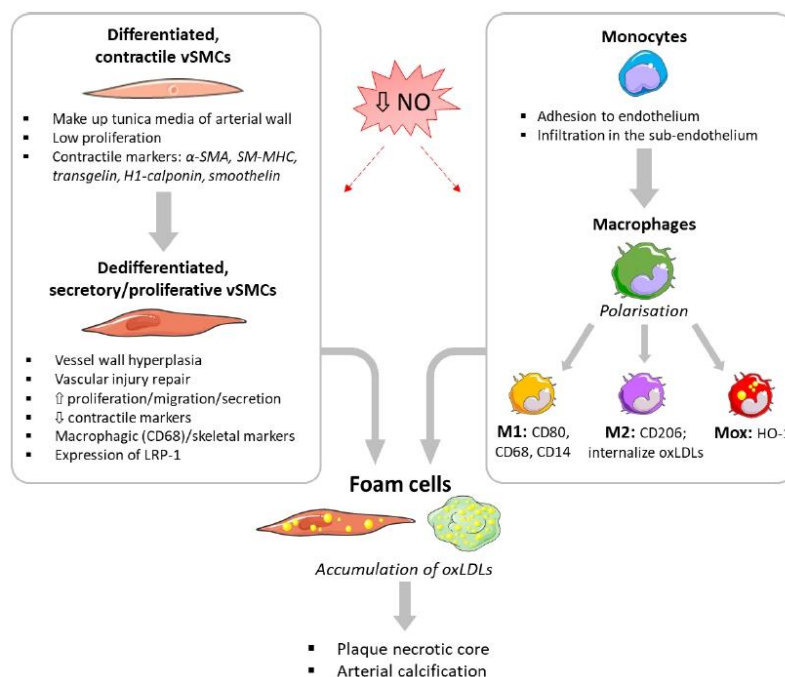 Differentiated,
contractile vSMCs
▪ Make up tunica media of arterial wall
▪ Low proliferation
▪ Contractile markers: α-SMA, SM-MHC,
transgelin, H1-calponin, smoothelin
Dedifferentiated,
secretory/proliferative vSMCs
▪ Vessel wall hyperplasia
▪ Vascular injury repair
▪ ⇧ proliferation/migration/secretion
▪ ⇩ contractile markers
▪ Macrophagic (CD68)/skeletal markers
▪ Expression of LRP-1
⇩ NO
Monocytes
▪ Adhesion to endothelium
▪ Infiltration in the sub-endothelium
Macrophages
Polarisation
M1: CD80,
CD68, CD14
M2: CD206;
internalize oxLDLs
Mox: HO-1
Foam cells
Accumulation of oxLDLs
▪ Plaque necrotic core
▪ Arterial calcification